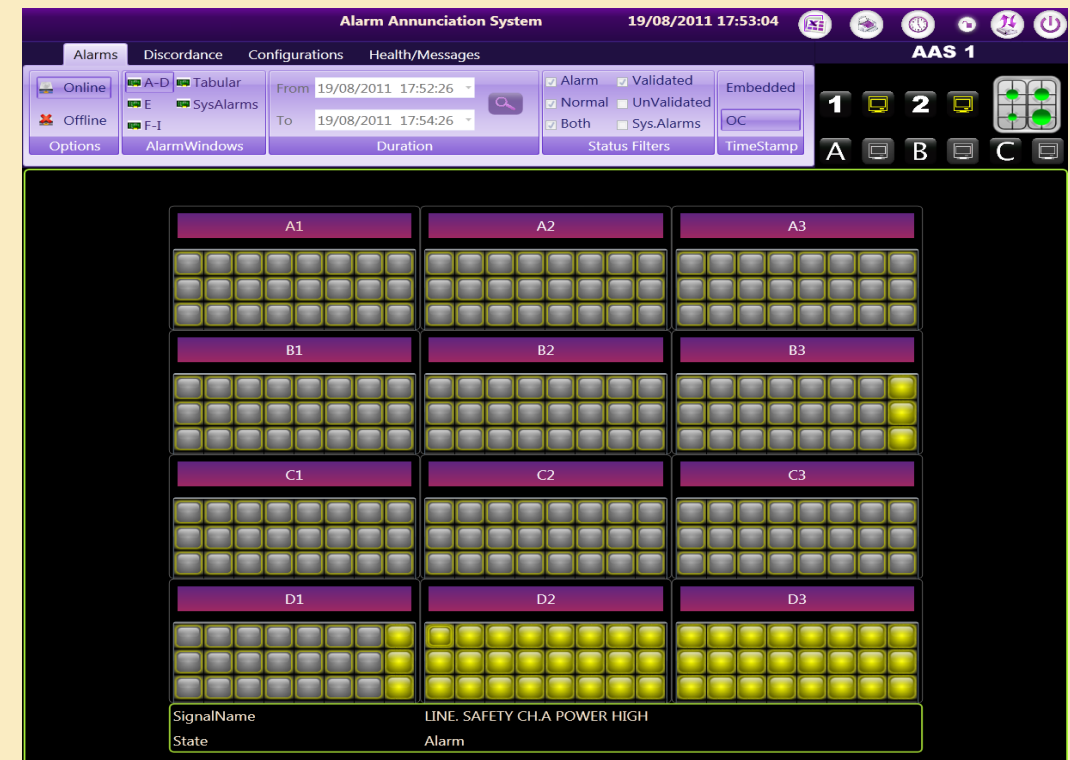 Alarm Annunciation System 19/08/2011 17:53:04
Alarms Discordance Configurations Health/Messages AAS 1
Online A-D Tabular From 19/08/2011 17:52:26 Alarm Validated Embedded
E SysAlarms Normal UnValidated 1 2
Offline F-I To 19/08/2011 17:54:26 Both Sys.Alarms OC
Options AlarmWindows Duration Status Filters TimeStamp A B C
A1 A2 A3
B1 B2 B3
C1 C2 C3
D1 D2 D3
SignalName LINE. SAFETY CH.A POWER HIGH
State Alarm